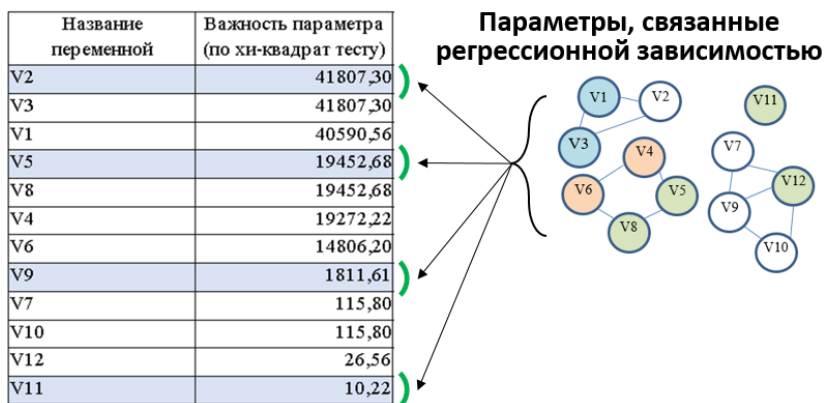 Название переменной Важность параметра (по хи-квадрат тесту)
V2 41807,30
V3 41807,30
V1 40590,56
V5 19452,68
V8 19452,68
V4 19272,22
V6 14806,20
V9 1811,61
V7 115,80
V10 115,80
V12 26,56
V11 10,22
Параметры, связанные
регрессионной зависимостью
V1
V2
V3
V4
V6
V5
V8
V11
V7
V12
V9
V10